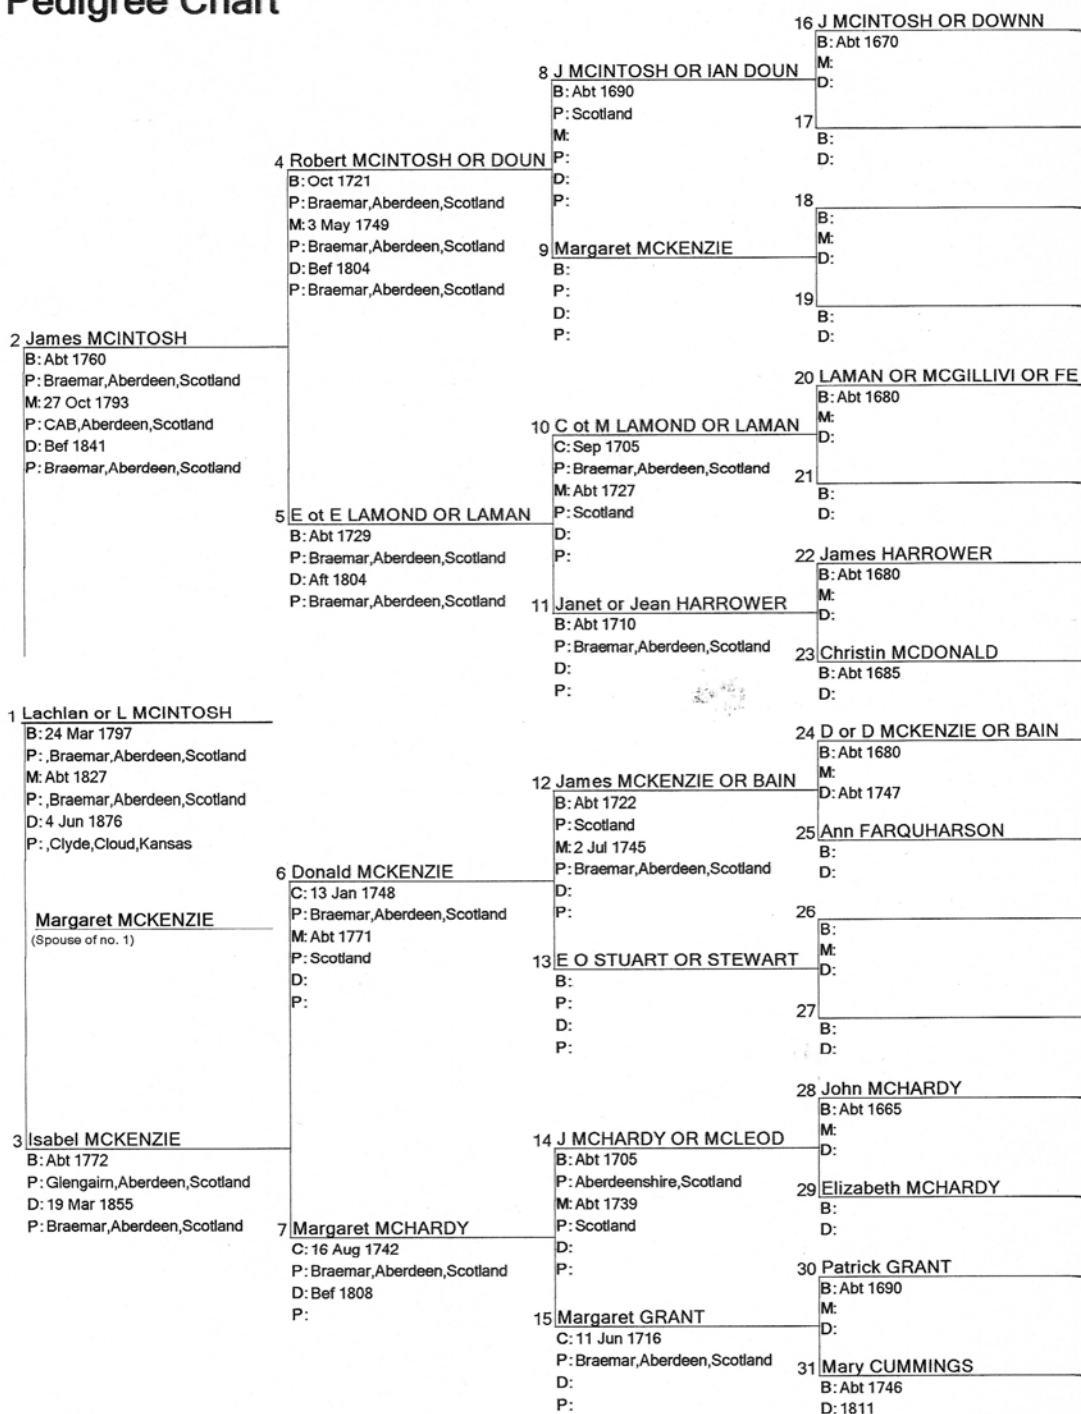 Pedigree Chart
16 J MCINTOSH OR DOWNN
B: Abt 1670
M:
D:
8 J MCINTOSH OR IAN DOUN
B: Abt 1690
P: Scotland
M:
P:
D:
P:
17
B:
D:
4 Robert MCINTOSH OR DOUN
B: Oct 1721
P: Braemar,Aberdeen,Scotland
M: 3 May 1749
P: Braemar,Aberdeen,Scotland
D: Bef 1804
P: Braemar,Aberdeen,Scotland
18
B:
M:
D:
9 Margaret MCKENZIE
B:
P:
D:
P:
19
B:
D:
2 James MCINTOSH
B: Abt 1760
P: Braemar,Aberdeen,Scotland
M: 27 Oct 1793
P: CAB,Aberdeen,Scotland
D: Bef 1841
P: Braemar,Aberdeen,Scotland
20 LAMAN OR MCGILLIVI OR FE
B: Abt 1680
M:
D:
10 C ot M LAMOND OR LAMAN
C: Sep 1705
P: Braemar,Aberdeen,Scotland
M: Abt 1727
P: Scotland
D:
P:
21
B:
D:
5 E ot E LAMOND OR LAMAN
B: Abt 1729
P: Braemar,Aberdeen,Scotland
D: Aft 1804
P: Braemar,Aberdeen,Scotland
22 James HARROWER
B: Abt 1680
M:
D:
11 Janet or Jean HARROWER
B: Abt 1710
P: Braemar,Aberdeen,Scotland
D:
P:
23 Christin MCDONALD
B: Abt 1685
D:
1 Lachlan or L MCINTOSH
B: 24 Mar 1797
P: ,Braemar,Aberdeen,Scotland
M: Abt 1827
P: ,Braemar,Aberdeen,Scotland
D: 4 Jun 1876
P: ,Clyde,Cloud,Kansas
Margaret MCKENZIE
(Spouse of no. 1)
24 D or D MCKENZIE OR BAIN
B: Abt 1680
M:
D: Abt 1747
12 James MCKENZIE OR BAIN
B: Abt 1722
P: Scotland
M: 2 Jul 1745
P: Braemar,Aberdeen,Scotland
D:
P:
25 Ann FARQUHARSON
B:
D:
6 Donald MCKENZIE
C: 13 Jan 1748
P: Braemar,Aberdeen,Scotland
M: Abt 1771
P: Scotland
D:
P:
26
B:
M:
D:
13 E O STUART OR STEWART
B:
P:
D:
P:
27
B:
D:
3 Isabel MCKENZIE
B: Abt 1772
P: Glengairn,Aberdeen,Scotland
D: 19 Mar 1855
P: Braemar,Aberdeen,Scotland
28 John MCHARDY
B: Abt 1665
M:
D:
14 J MCHARDY OR MCLEOD
B: Abt 1705
P: Aberdeenshire,Scotland
M: Abt 1739
P: Scotland
D:
P:
29 Elizabeth MCHARDY
B:
D:
7 Margaret MCHARDY
C: 16 Aug 1742
P: Braemar,Aberdeen,Scotland
D: Bef 1808
P:
30 Patrick GRANT
B: Abt 1690
M:
D:
15 Margaret GRANT
C: 11 Jun 1716
P: Braemar,Aberdeen,Scotland
D:
P:
31 Mary CUMMINGS
B: Abt 1746
D: 1811